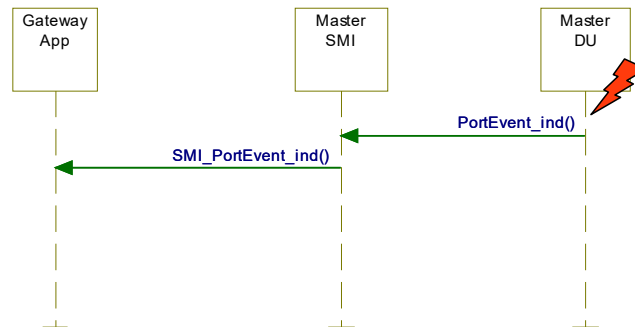 Gateway
App
Master
SMI
Master
DU
PortEvent_ind()
SMI_PortEvent_ind()